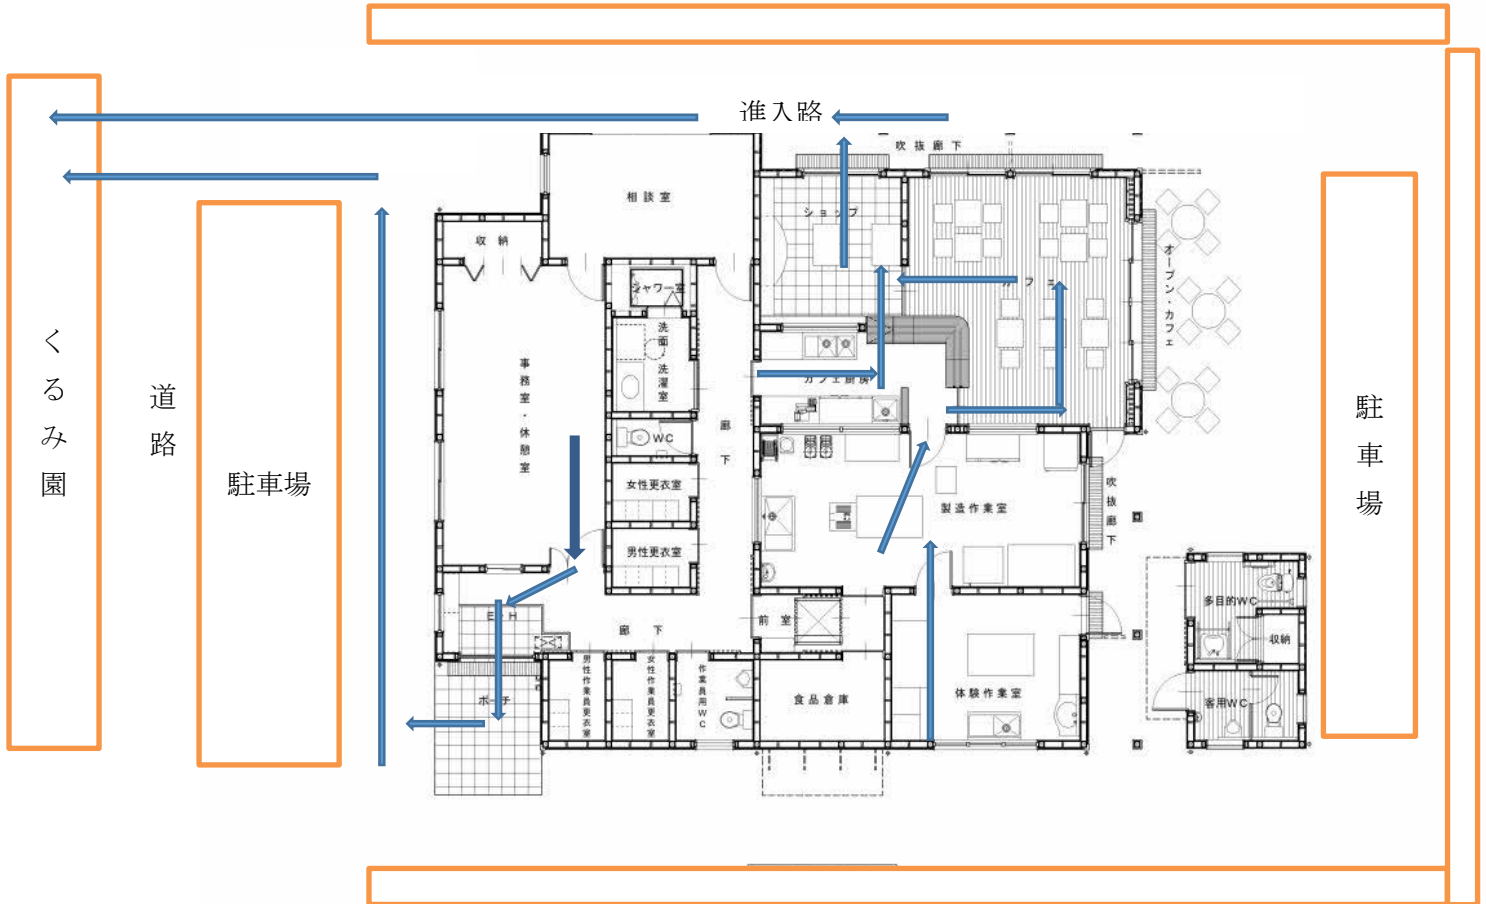 進入路
吹抜廊下
相談室
ショップ
収納
シャワー室
カフェ
オープン・カフェ
くるみ園
道路
駐車場
事務室・休憩室
洗面洗濯室
カフェ厨房
WC
廊下
女性更衣室
男性更衣室
製造作業室
吹抜廊下
駐車場
多目的WC
収納
前室
廊下
E・H
ポーチ
男性作業員更衣室
女性作業員更衣室
作業員用WC
食品倉庫
体験作業室
客用WC